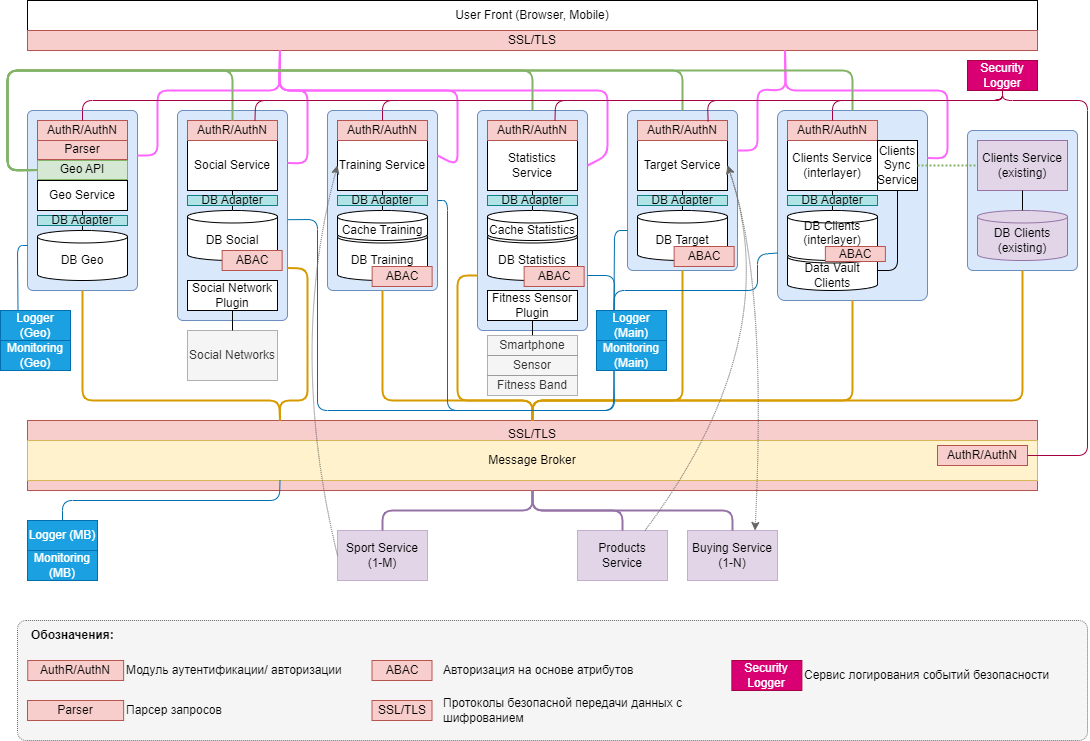 User Front (Browser, Mobile)
SSL/TLS
Security
Logger
AuthR/AuthN
Parser
Geo API
Geo Service
DB Adapter
DB Geo
AuthR/AuthN
Social Service
DB Adapter
DB Social
ABAC
Social Network
Plugin
Social Networks
AuthR/AuthN
Training Service
DB Adapter
Cache Training
DB Training
ABAC
AuthR/AuthN
Statistics
Service
DB Adapter
Cache Statistics
DB Statistics
ABAC
Fitness Sensor
Plugin
Smartphone
Sensor
Fitness Band
AuthR/AuthN
Target Service
DB Adapter
DB Target
ABAC
AuthR/AuthN
Clients Service
(interlayer)
Clients
Sync
Service
DB Adapter
DB Clients
(interlayer)
ABAC
Data Vault
Clients
Clients Service
(existing)
DB Clients
(existing)
Logger
(Geo)
Monitoring
(Geo)
Logger
(Main)
Monitoring
(Main)
SSL/TLS
Message Broker
AuthR/AuthN
Logger (MB)
Monitoring
(MB)
Sport Service
(1-M)
Products
Service
Buying Service
(1-N)
Обозначения:
AuthR/AuthN
Модуль аутентификации/ авторизации
ABAC
Авторизация на основе атрибутов
Security
Logger
Сервис логирования событий безопасности
Parser
Парсер запросов
SSL/TLS
Протоколы безопасной передачи данных с
шифрованием